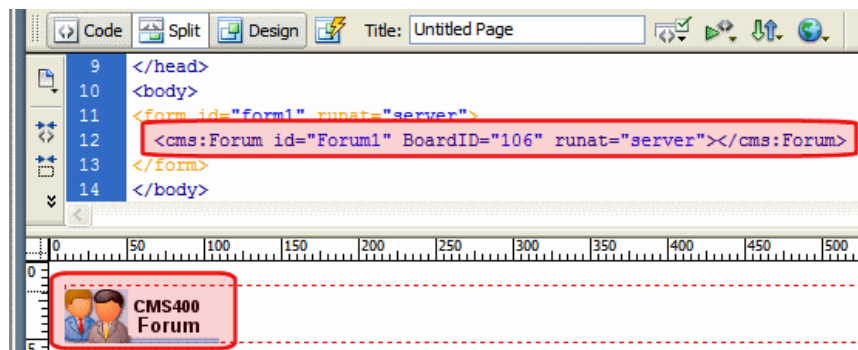 Code Split Design Title: Untitled Page
9 </head>
10 <body>
11 <form id="form1" runat="server">
12 <cms:Forum id="Forum1" BoardID="106" runat="server"></cms:Forum>
13 </form>
14 </body>
0 50 100 150 200 250 300 350 400 450 500
0
CMS400
Forum
5